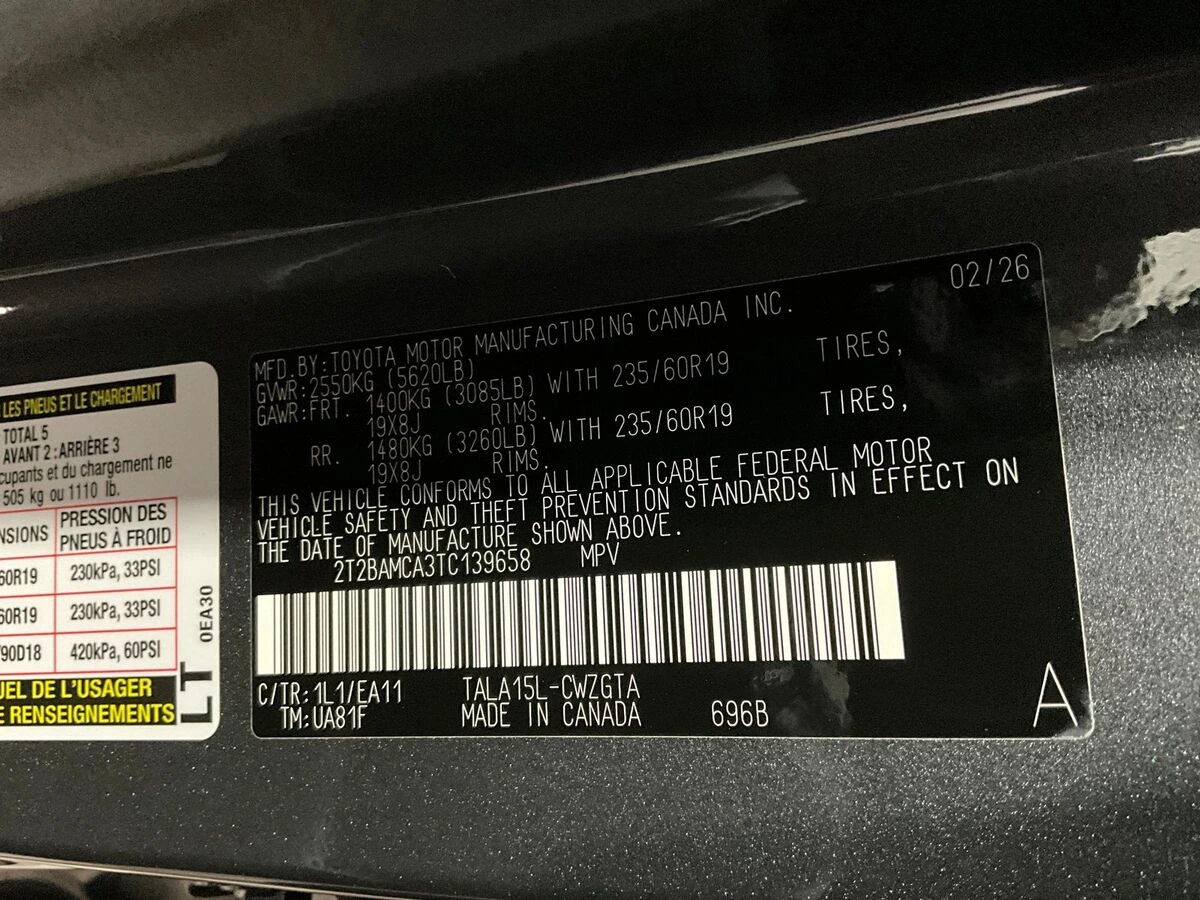 LES PNEUS ET LE CHARGEMENT
TOTAL 5
AVANT 2 : ARRIÈRE 3
cupants et du chargement ne
505 kg ou 1110 lb.
NSIONS PRESSION DES PNEUS À FROID
60R19 230kPa, 33PSI
60R19 230kPa, 33PSI
90D18 420kPa, 60PSI
UEL DE L'USAGER
E RENSEIGNEMENTS
0EA30
LT
02/26
MFD.BY:TOYOTA MOTOR MANUFACTURING CANADA INC.
GVWR:2550KG (5620LB)
GAWR:FRT. 1400KG (3085LB) WITH 235/60R19 TIRES,
19X8J RIMS.
RR. 1480KG (3260LB) WITH 235/60R19 TIRES,
19X8J RIMS.
THIS VEHICLE CONFORMS TO ALL APPLICABLE FEDERAL MOTOR
VEHICLE SAFETY AND THEFT PREVENTION STANDARDS IN EFFECT ON
THE DATE OF MANUFACTURE SHOWN ABOVE.
2T2BAMCA3TC139658 MPV
C/TR:1L1/EA11 TALA15L-CWZGTA
TM:UA81F MADE IN CANADA 696B
A